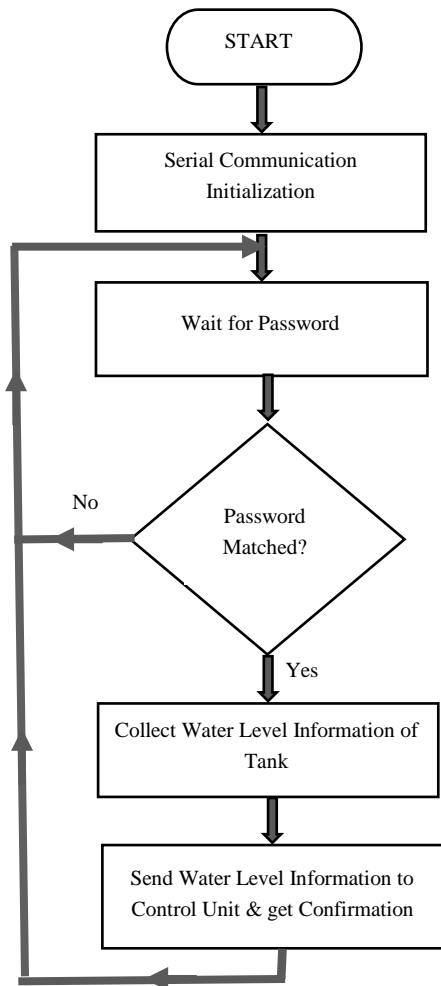 START
Serial Communication
Initialization
Wait for Password
No
Password
Matched?
Yes
Collect Water Level Information of
Tank
Send Water Level Information to
Control Unit & get Confirmation